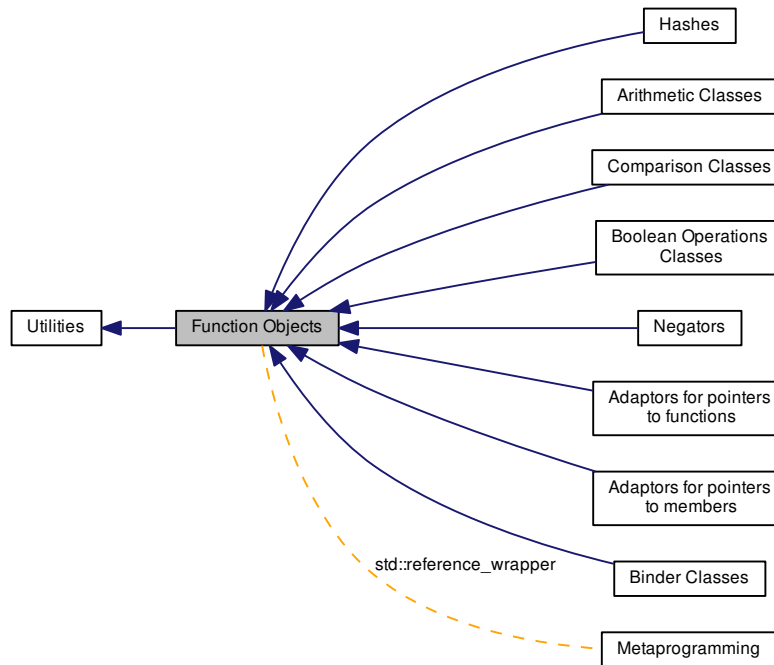 Hashes
Arithmetic Classes
Comparison Classes
Boolean Operations
Classes
Utilities
Function Objects
Negators
Adaptors for pointers
to functions
Adaptors for pointers
to members
std::reference_wrapper
Binder Classes
Metaprogramming